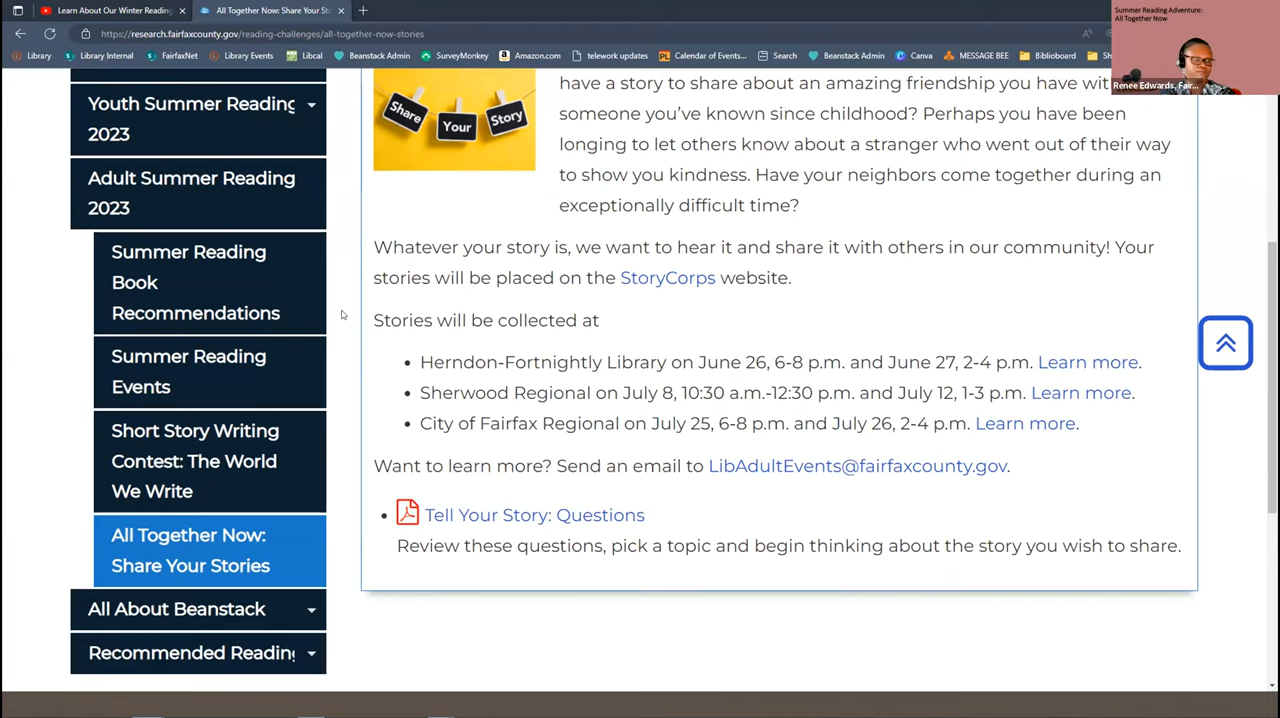 Learn About Our Winter Reading
All Together Now: Share Your Sto
https://research.fairfaxcounty.gov/reading-challenges/all-together-now-stories
Library
Library Internal
FairfaxNet
Library Events
Libcal
Beanstack Admin
SurveyMonkey
Amazon.com
telework updates
Calendar of Events...
Search
Beanstack Admin
Canva
MESSAGE BEE
Biblioboard
Sh
Summer Reading Adventure:
All Together Now
Renee Edwards, Fair...
Youth Summer Reading
2023
Adult Summer Reading
2023
Summer Reading
Book
Recommendations
Summer Reading
Events
Short Story Writing
Contest: The World
We Write
All Together Now:
Share Your Stories
All About Beanstack
Recommended Reading
Share
Your
Story
have a story to share about an amazing friendship you have wit
someone you've known since childhood? Perhaps you have been
longing to let others know about a stranger who went out of their way
to show you kindness. Have your neighbors come together during an
exceptionally difficult time?
Whatever your story is, we want to hear it and share it with others in our community! Your
stories will be placed on the StoryCorps website.
Stories will be collected at
• Herndon-Fortnightly Library on June 26, 6-8 p.m. and June 27, 2-4 p.m. Learn more.
• Sherwood Regional on July 8, 10:30 a.m.-12:30 p.m. and July 12, 1-3 p.m. Learn more.
• City of Fairfax Regional on July 25, 6-8 p.m. and July 26, 2-4 p.m. Learn more.
Want to learn more? Send an email to LibAdultEvents@fairfaxcounty.gov.
• Tell Your Story: Questions
Review these questions, pick a topic and begin thinking about the story you wish to share.